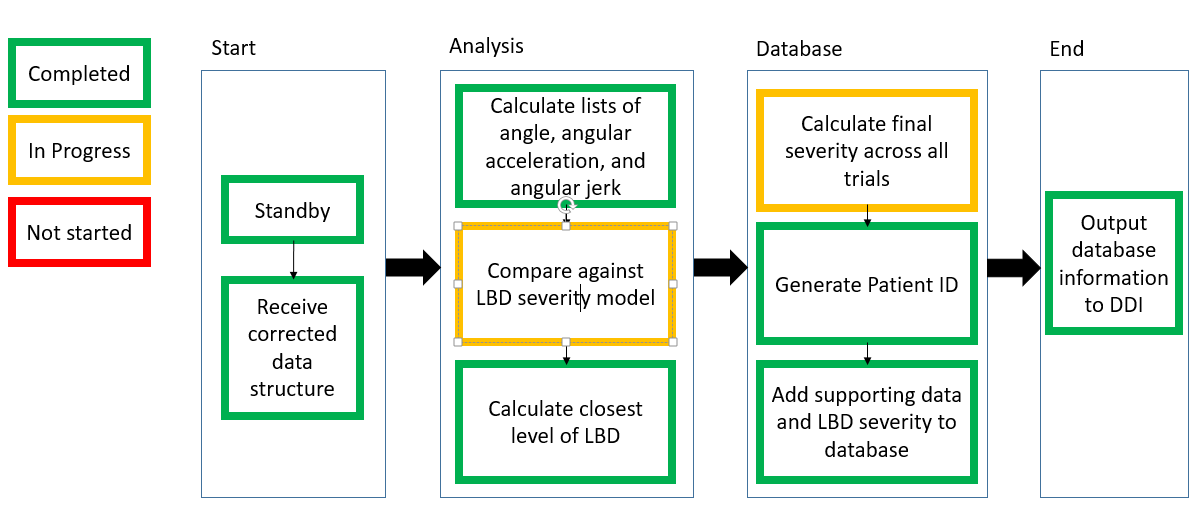 Completed
In Progress
Not started
Start
Standby
Receive
corrected
data
structure
Analysis
Calculate lists of
angle, angular
acceleration, and
angular jerk
Compare against
LBD severity model
Calculate closest
level of LBD
Database
Calculate final
severity across all
trials
Generate Patient ID
Add supporting data
and LBD severity to
database
End
Output
database
information
to DDI